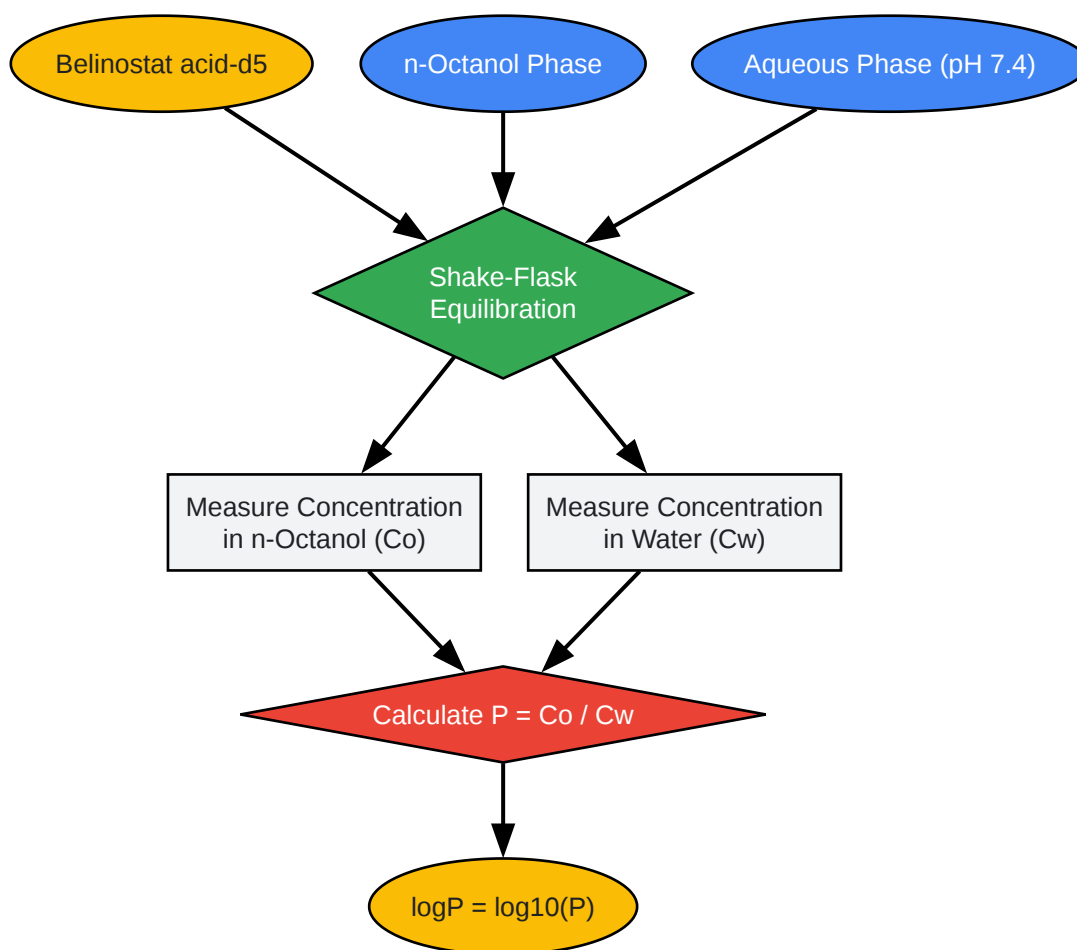 Belinostat acid-d5
n-Octanol Phase
Aqueous Phase (pH 7.4)
Shake-Flask
Equilibration
Measure Concentration
in n-Octanol (Co)
Measure Concentration
in Water (Cw)
Calculate P = Co / Cw
logP = log10(P)